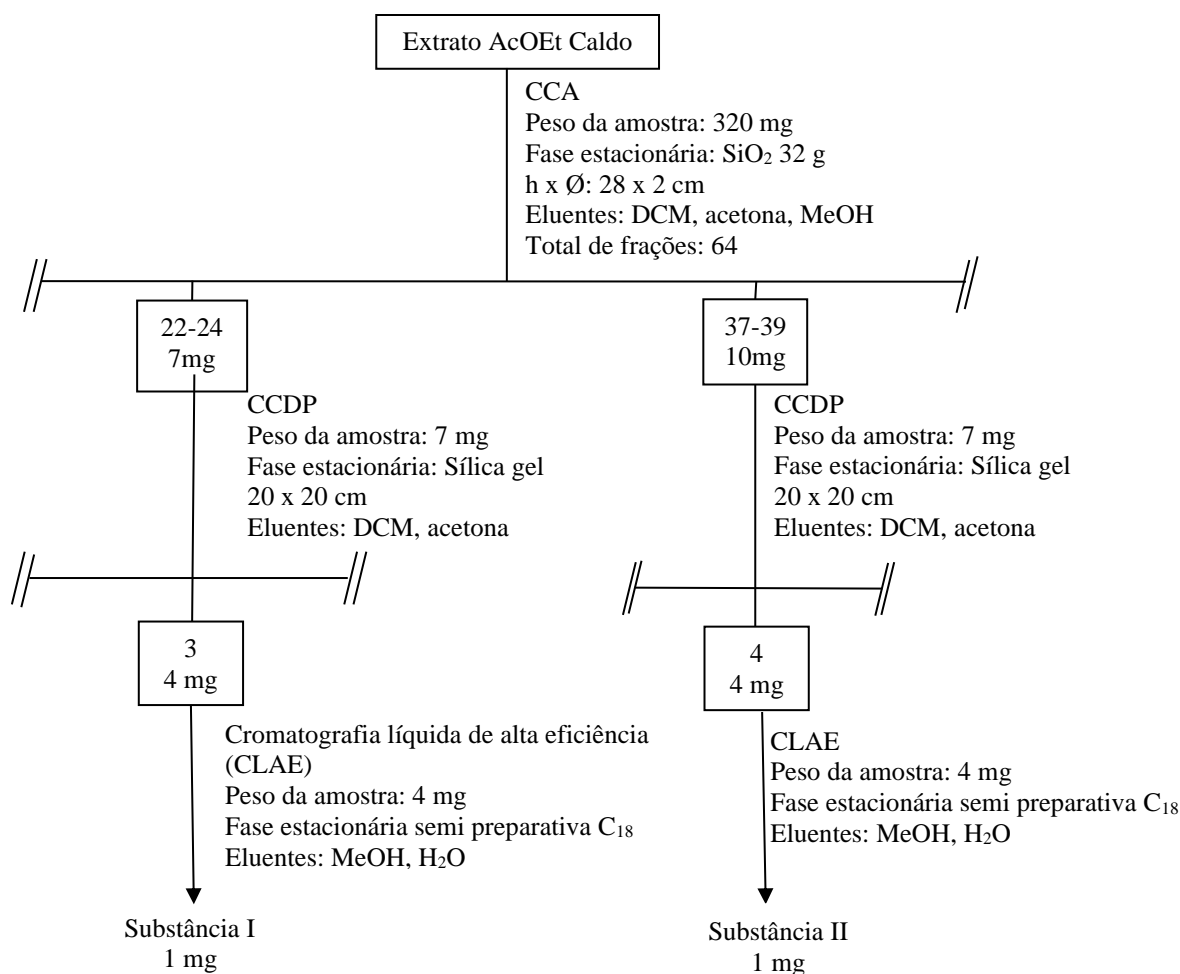 Extrato AcOEt Caldo
CCA
Peso da amostra: 320 mg
Fase estacionária: SiO₂ 32 g
h x Ø: 28 x 2 cm
Eluentes: DCM, acetona, MeOH
Total de frações: 64
22-24
7mg
37-39
10mg
CCDP
Peso da amostra: 7 mg
Fase estacionária: Sílica gel
20 x 20 cm
Eluentes: DCM, acetona
CCDP
Peso da amostra: 7 mg
Fase estacionária: Sílica gel
20 x 20 cm
Eluentes: DCM, acetona
3
4 mg
4
4 mg
Cromatografia líquida de alta eficiência
(CLAE)
Peso da amostra: 4 mg
Fase estacionária semi preparativa C₁₈
Eluentes: MeOH, H₂O
CLAE
Peso da amostra: 4 mg
Fase estacionária semi preparativa C₁₈
Eluentes: MeOH, H₂O
Substância I
1 mg
Substância II
1 mg